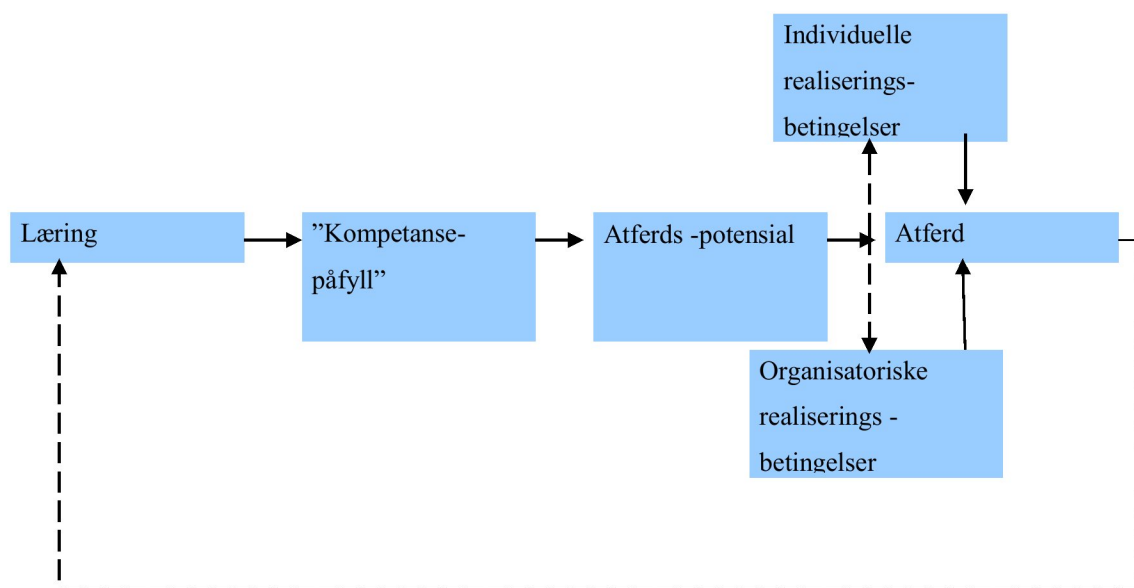 Individuelle
realiserings-
betingelser
Læring
”Kompetanse-
påfyll”
Atferds -potensial
Atferd
Organisatoriske
realiserings -
betingelser